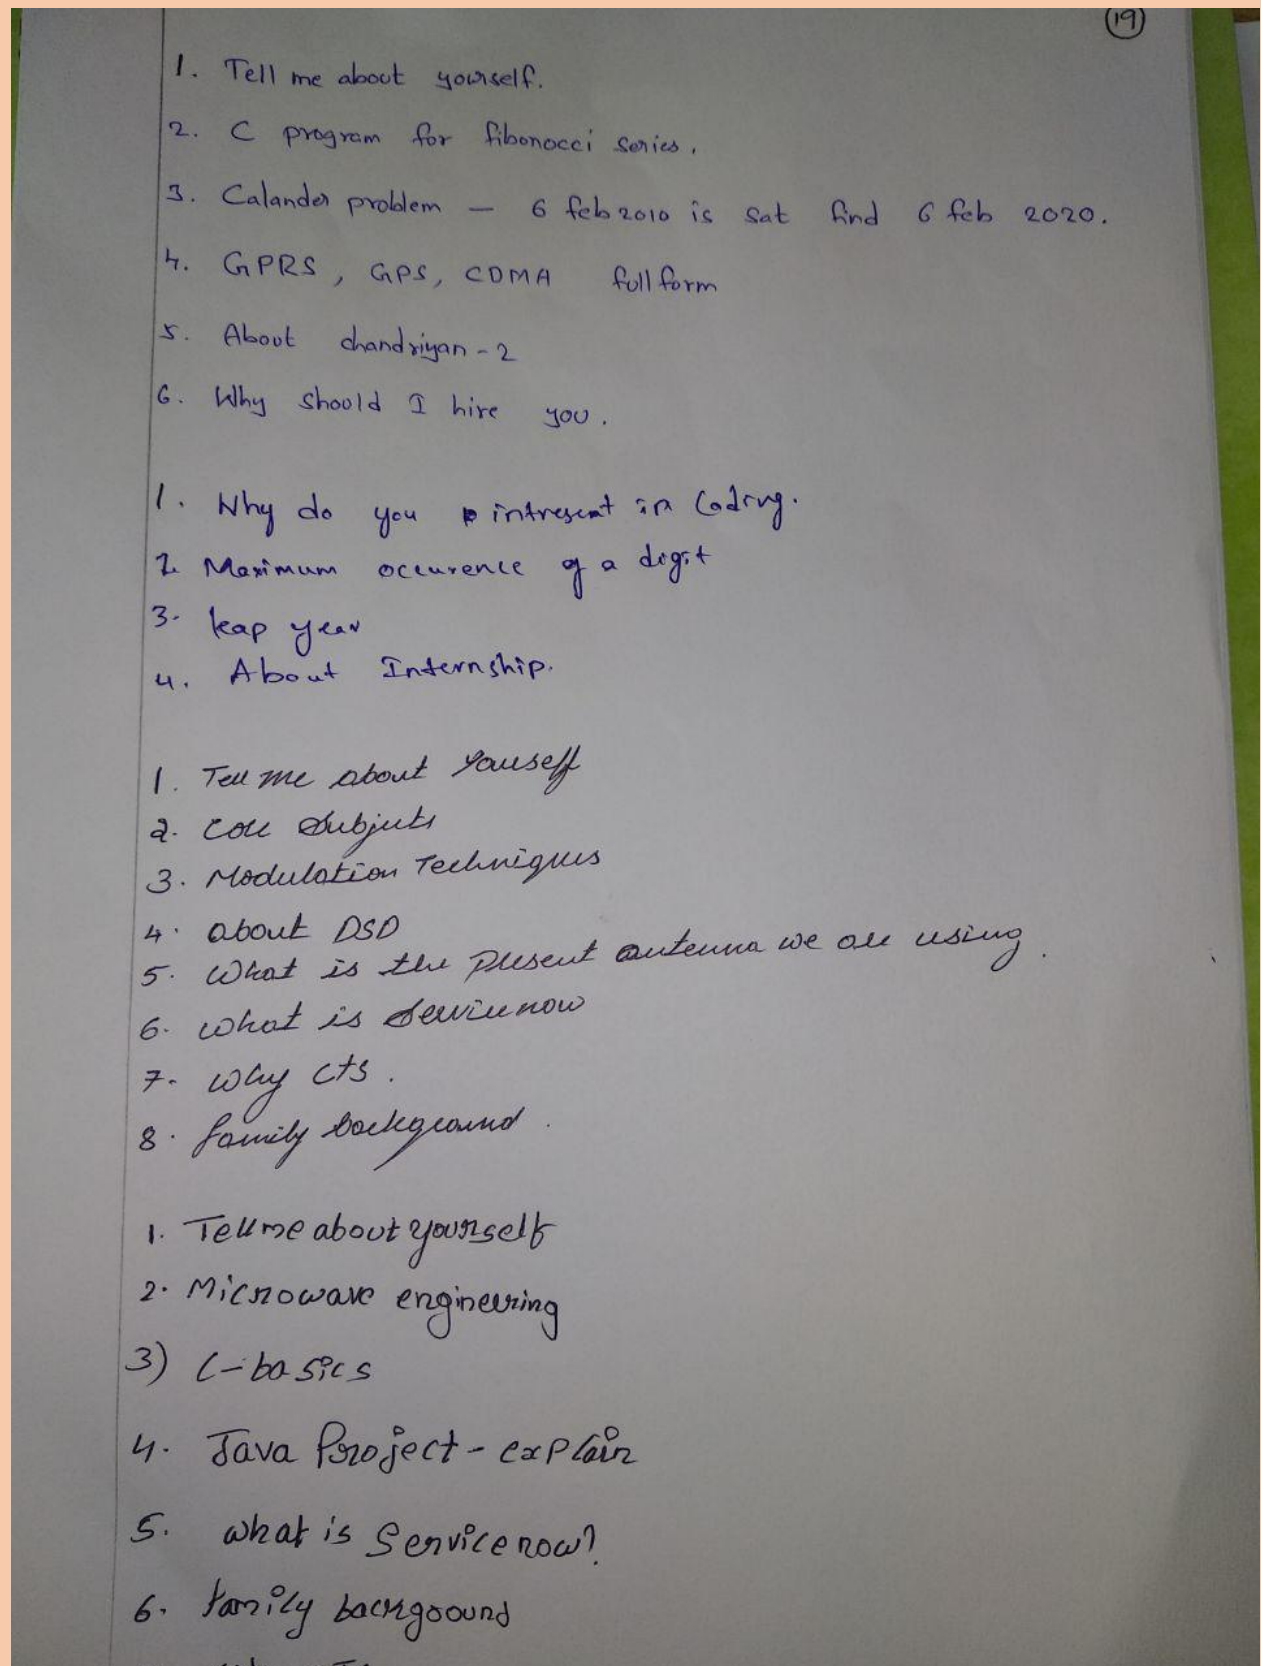 19
1. Tell me about yourself.
2. C program for fibonocci series.
3. Calander problem — 6 feb 2010 is sat find 6 feb 2020.
4. GPRS, GPS, CDMA full form
5. About chandriyan-2
6. Why should I hire you.
1. Why do you intresent in Coding.
2. Maximum occurence of a digit
3. leap year
4. About Internship.
1. Tell me about Youself
2. Core Subjects
3. Modulation Techniques
4. about DSD
5. What is the present antenna we are using.
6. what is Servicenow
7. why cts.
8. family background.
1. Tell me about yourself
2. Microwave engineering
3) C-basics
4. Java Project - explain
5. what is Servicenow?
6. family background